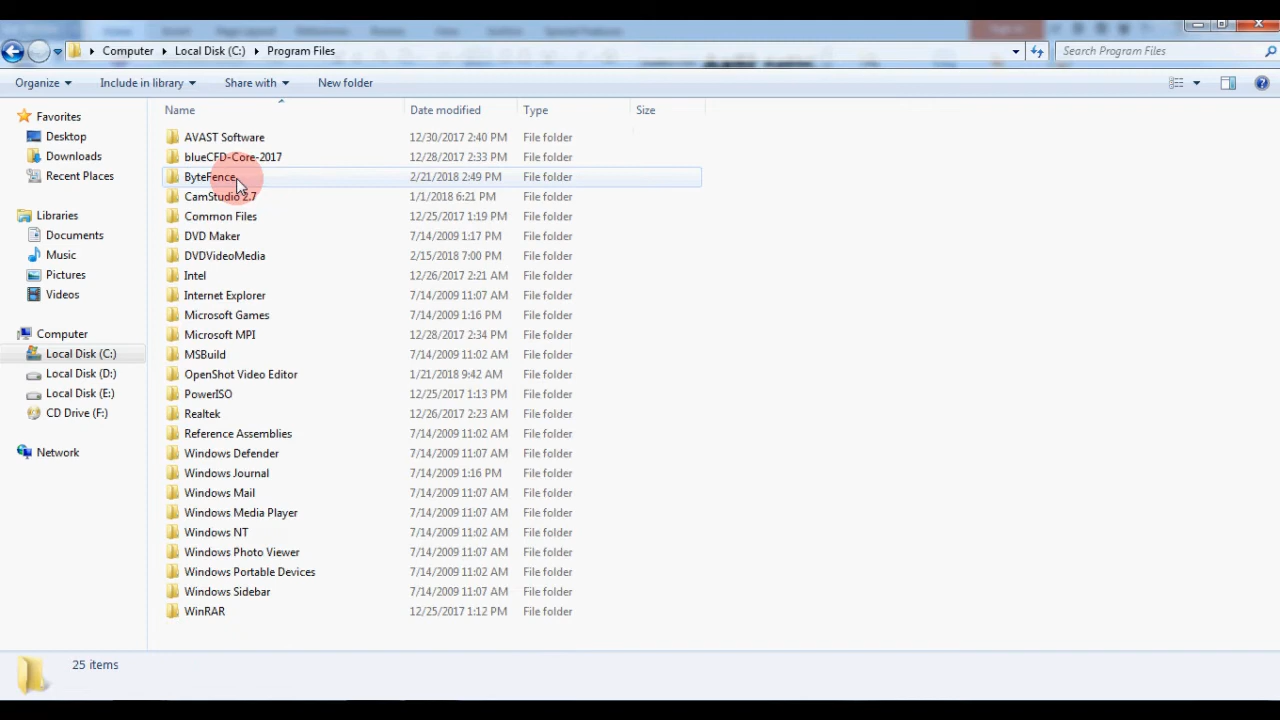 Computer Local Disk (C:) Program Files Search Program Files
Organize Include in library Share with New folder
Name Date modified Type Size
Favorites
Desktop
Downloads
Recent Places
Libraries
Documents
Music
Pictures
Videos
Computer
Local Disk (C:)
Local Disk (D:)
Local Disk (E:)
CD Drive (F:)
Network
AVAST Software 12/30/2017 2:40 PM File folder
blueCFD-Core-2017 12/28/2017 2:33 PM File folder
ByteFence 2/21/2018 2:49 PM File folder
CamStudio 2.7 1/1/2018 6:21 PM File folder
Common Files 12/25/2017 1:19 PM File folder
DVD Maker 7/14/2009 1:17 PM File folder
DVDVideoMedia 2/15/2018 7:00 PM File folder
Intel 12/26/2017 2:21 AM File folder
Internet Explorer 7/14/2009 11:07 AM File folder
Microsoft Games 7/14/2009 1:16 PM File folder
Microsoft MPI 12/28/2017 2:34 PM File folder
MSBuild 7/14/2009 11:02 AM File folder
OpenShot Video Editor 1/21/2018 9:42 AM File folder
PowerISO 12/25/2017 1:13 PM File folder
Realtek 12/26/2017 2:23 AM File folder
Reference Assemblies 7/14/2009 11:02 AM File folder
Windows Defender 7/14/2009 11:07 AM File folder
Windows Journal 7/14/2009 1:16 PM File folder
Windows Mail 7/14/2009 11:07 AM File folder
Windows Media Player 7/14/2009 11:07 AM File folder
Windows NT 7/14/2009 11:02 AM File folder
Windows Photo Viewer 7/14/2009 11:07 AM File folder
Windows Portable Devices 7/14/2009 11:02 AM File folder
Windows Sidebar 7/14/2009 11:07 AM File folder
WinRAR 12/25/2017 1:12 PM File folder
25 items